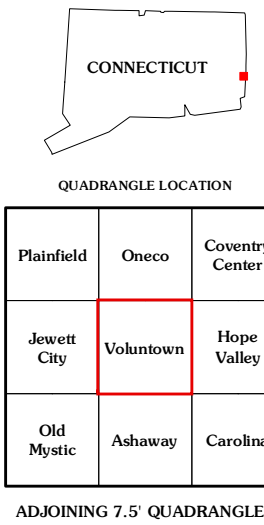 CONNECTICUT
QUADRANGLE LOCATION
Plainfield
Oneco
Coventry
Center
Jewett
City
Voluntown
Hope
Valley
Old
Mystic
Ashaway
Carolina
ADJOINING 7.5' QUADRANGLE